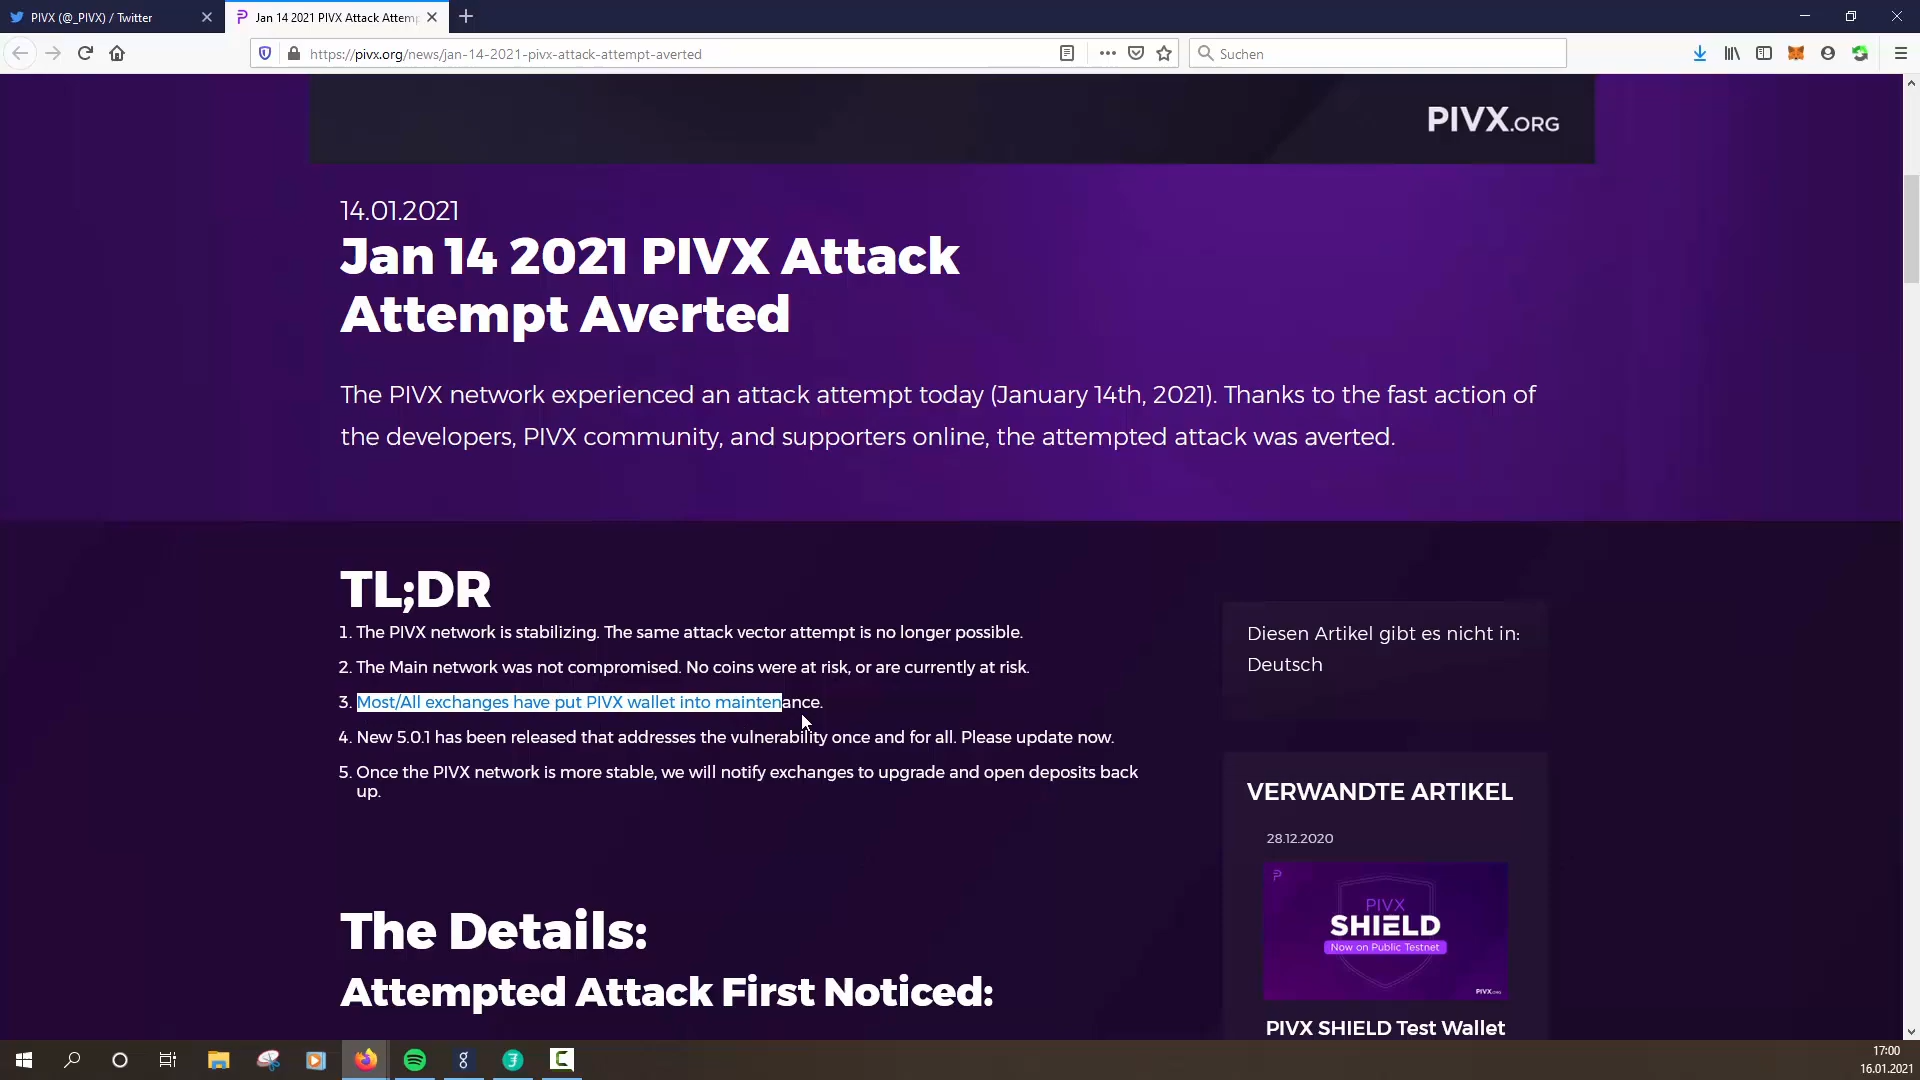 PIVX (@_PIVX) / Twitter
Jan 14 2021 PIVX Attack Attemp
https://pivx.org/news/jan-14-2021-pivx-attack-attempt-averted
Suchen
PIVX.ORG
14.01.2021
Jan 14 2021 PIVX Attack
Attempt Averted
The PIVX network experienced an attack attempt today (January 14th, 2021). Thanks to the fast action of
the developers, PIVX community, and supporters online, the attempted attack was averted.
TL;DR
1. The PIVX network is stabilizing. The same attack vector attempt is no longer possible.
2. The Main network was not compromised. No coins were at risk, or are currently at risk.
3. Most/All exchanges have put PIVX wallet into maintenance.
4. New 5.0.1 has been released that addresses the vulnerability once and for all. Please update now.
5. Once the PIVX network is more stable, we will notify exchanges to upgrade and open deposits back
up.
Diesen Artikel gibt es nicht in:
Deutsch
VERWANDTE ARTIKEL
28.12.2020
PIVX
SHIELD
Now on Public Testnet
PIVX.ORG
PIVX SHIELD Test Wallet
The Details:
Attempted Attack First Noticed:
17:00
16.01.2021